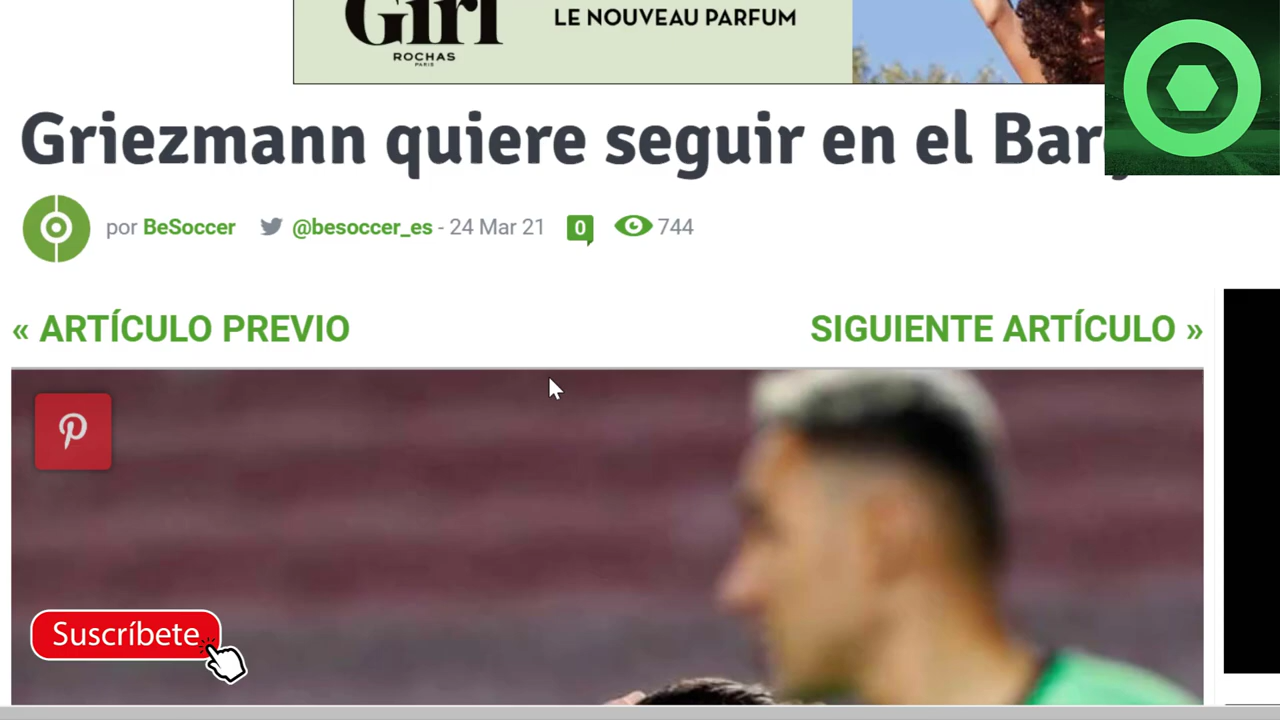 Girl
ROCHAS
PARIS
LE NOUVEAU PARFUM
Griezmann quiere seguir en el
por BeSoccer @besoccer_es - 24 Mar 21 0 744
« ARTÍCULO PREVIO
SIGUIENTE ARTÍCULO »
Suscríbete